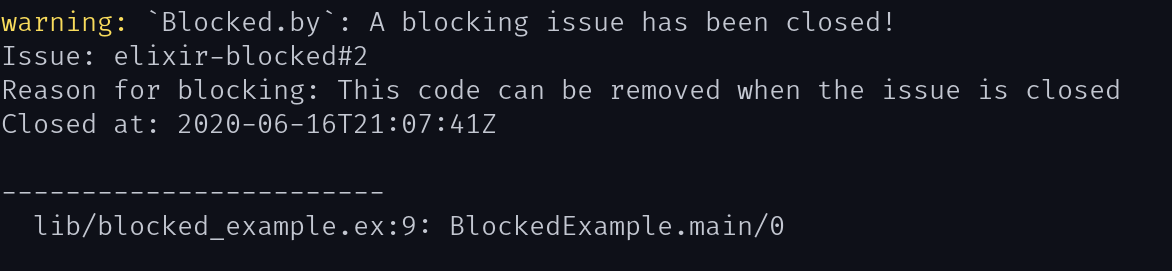 warning: `Blocked.by`: A blocking issue has been closed!
Issue: elixir-blocked#2
Reason for blocking: This code can be removed when the issue is closed
Closed at: 2020-06-16T21:07:41Z
------------------------
lib/blocked_example.ex:9: BlockedExample.main/0